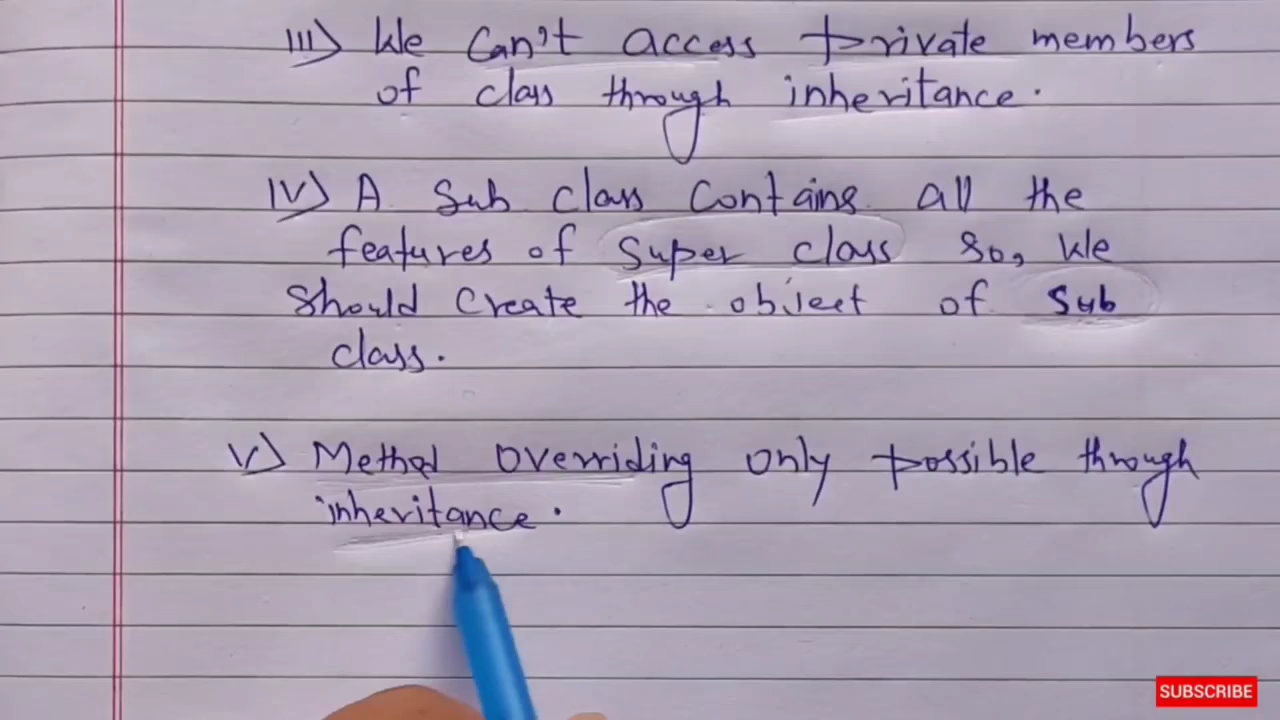 III) We can't access private members
of class through inheritance.
IV) A Sub class contains all the
features of super class so, we
should create the object of sub
class.
V) Method overriding only possible through
inheritance.
SUBSCRIBE